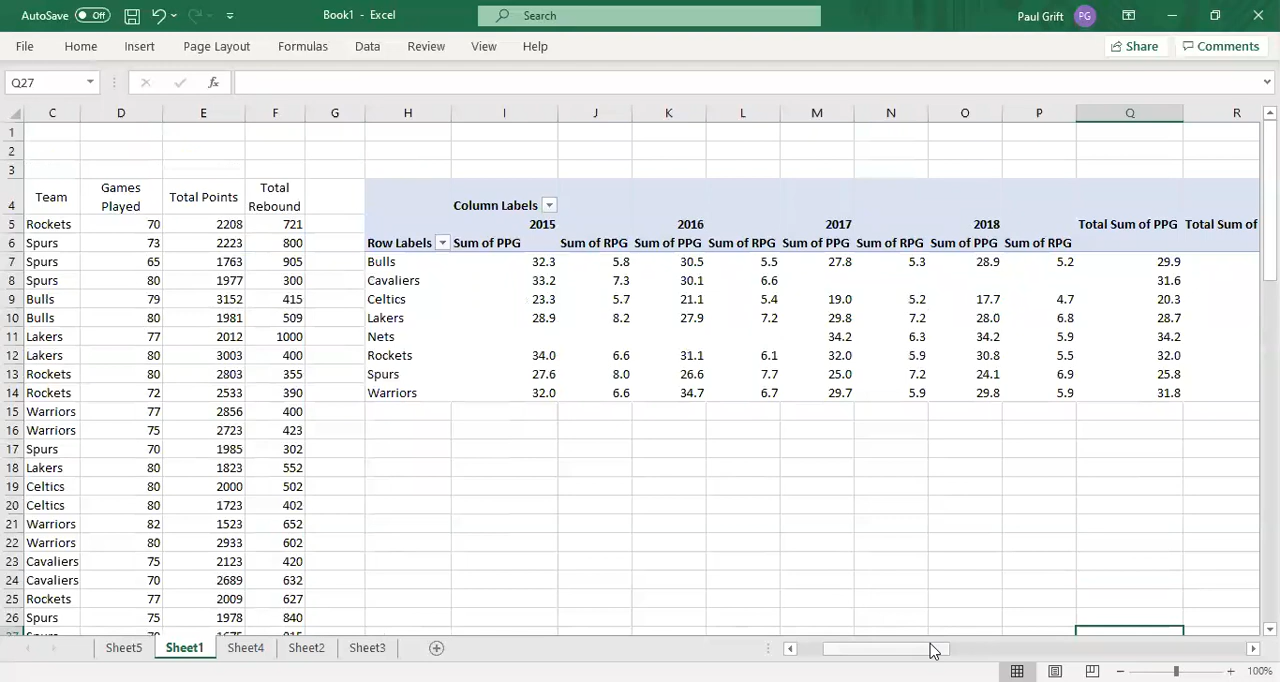 AutoSave Off Book1 - Excel Search Paul Grift PG
File Home Insert Page Layout Formulas Data Review View Help Share Comments
Q27 fx
C D E F G H I J K L M N O P Q R
1
2
3
4 Team Games Played Total Points Total Rebound Column Labels
5 Rockets 70 2208 721 2015 2016 2017 2018 Total Sum of PPG Total Sum of
6 Spurs 73 2223 800 Row Labels Sum of PPG Sum of RPG Sum of PPG Sum of RPG Sum of PPG Sum of RPG Sum of PPG Sum of RPG
7 Spurs 65 1763 905 Bulls 32.3 5.8 30.5 5.5 27.8 5.3 28.9 5.2 29.9
8 Spurs 80 1977 300 Cavaliers 33.2 7.3 30.1 6.6 31.6
9 Bulls 79 3152 415 Celtics 23.3 5.7 21.1 5.4 19.0 5.2 17.7 4.7 20.3
10 Bulls 80 1981 509 Lakers 28.9 8.2 27.9 7.2 29.8 7.2 28.0 6.8 28.7
11 Lakers 77 2012 1000 Nets 34.2 6.3 34.2 5.9 34.2
12 Lakers 80 3003 400 Rockets 34.0 6.6 31.1 6.1 32.0 5.9 30.8 5.5 32.0
13 Rockets 80 2803 355 Spurs 27.6 8.0 26.6 7.7 25.0 7.2 24.1 6.9 25.8
14 Rockets 72 2533 390 Warriors 32.0 6.6 34.7 6.7 29.7 5.9 29.8 5.9 31.8
15 Warriors 77 2856 400
16 Warriors 75 2723 423
17 Spurs 70 1985 302
18 Lakers 80 1823 552
19 Celtics 80 2000 502
20 Celtics 80 1723 402
21 Warriors 82 1523 652
22 Warriors 80 2933 602
23 Cavaliers 75 2123 420
24 Cavaliers 70 2689 632
25 Rockets 77 2009 627
26 Spurs 75 1978 840
Sheet5 Sheet1 Sheet4 Sheet2 Sheet3
100%